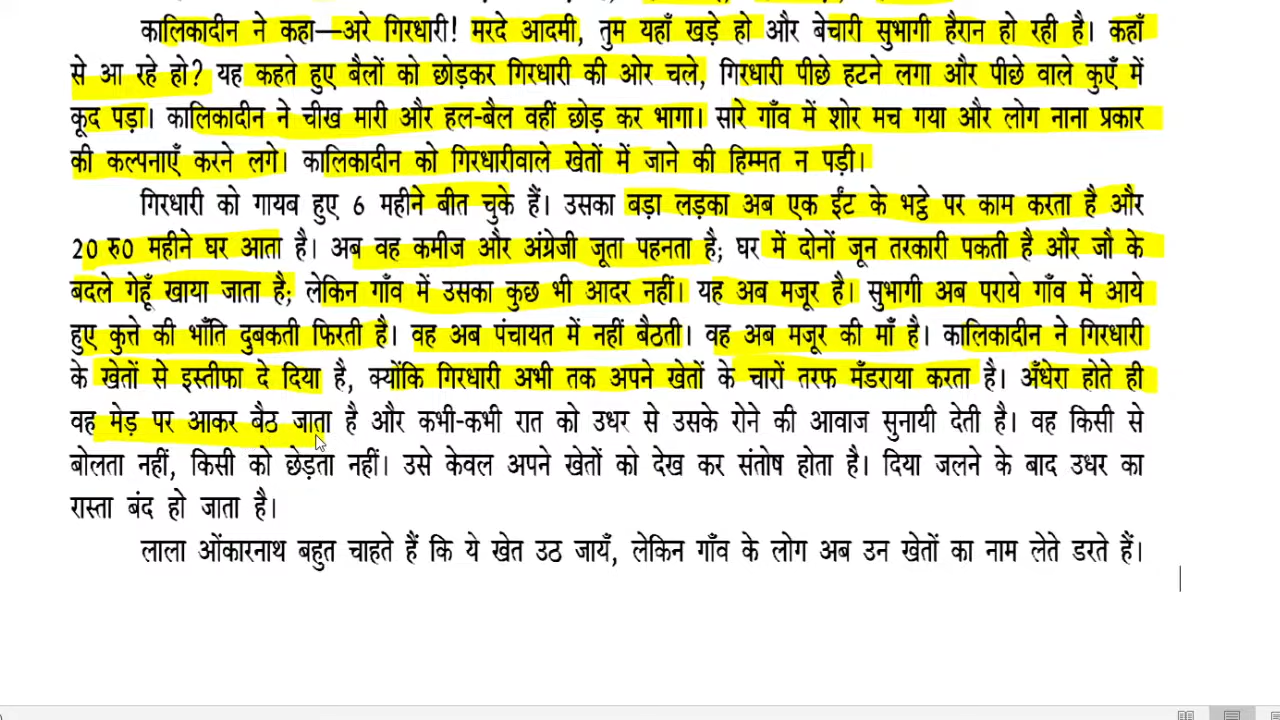 कालिकादीन ने कहा—अरे गिरधारी! मरदे आदमी, तुम यहाँ खड़े हो और बेचारी सुभागी हैरान हो रही है। कहाँ
से आ रहे हो? यह कहते हुए बैलों को छोड़कर गिरधारी की ओर चले, गिरधारी पीछे हटने लगा और पीछे वाले कुएँ में
कूद पड़ा। कालिकादीन ने चीख मारी और हल-बैल वहीं छोड़ कर भागा। सारे गाँव में शोर मच गया और लोग नाना प्रकार
की कल्पनाएँ करने लगे। कालिकादीन को गिरधारीवाले खेतों में जाने की हिम्मत न पड़ी।
गिरधारी को गायब हुए 6 महीने बीत चुके हैं। उसका बड़ा लड़का अब एक ईंट के भट्ठे पर काम करता है और
20 रु0 महीने घर आता है। अब वह कमीज और अंग्रेजी जूता पहनता है; घर में दोनों जून तरकारी पकती है और जौ के
बदले गेहूँ खाया जाता है; लेकिन गाँव में उसका कुछ भी आदर नहीं। यह अब मजूर है। सुभागी अब पराये गाँव में आये
हुए कुत्ते की भाँति दुबकती फिरती है। वह अब पंचायत में नहीं बैठती। वह अब मजूर की माँ है। कालिकादीन ने गिरधारी
के खेतों से इस्तीफा दे दिया है, क्योंकि गिरधारी अभी तक अपने खेतों के चारों तरफ मँडराया करता है। अँधेरा होते ही
वह मेड़ पर आकर बैठ जाता है और कभी-कभी रात को उधर से उसके रोने की आवाज सुनायी देती है। वह किसी से
बोलता नहीं, किसी को छेड़ता नहीं। उसे केवल अपने खेतों को देख कर संतोष होता है। दिया जलने के बाद उधर का
रास्ता बंद हो जाता है।
लाला ओंकारनाथ बहुत चाहते हैं कि ये खेत उठ जायँ, लेकिन गाँव के लोग अब उन खेतों का नाम लेते डरते हैं।